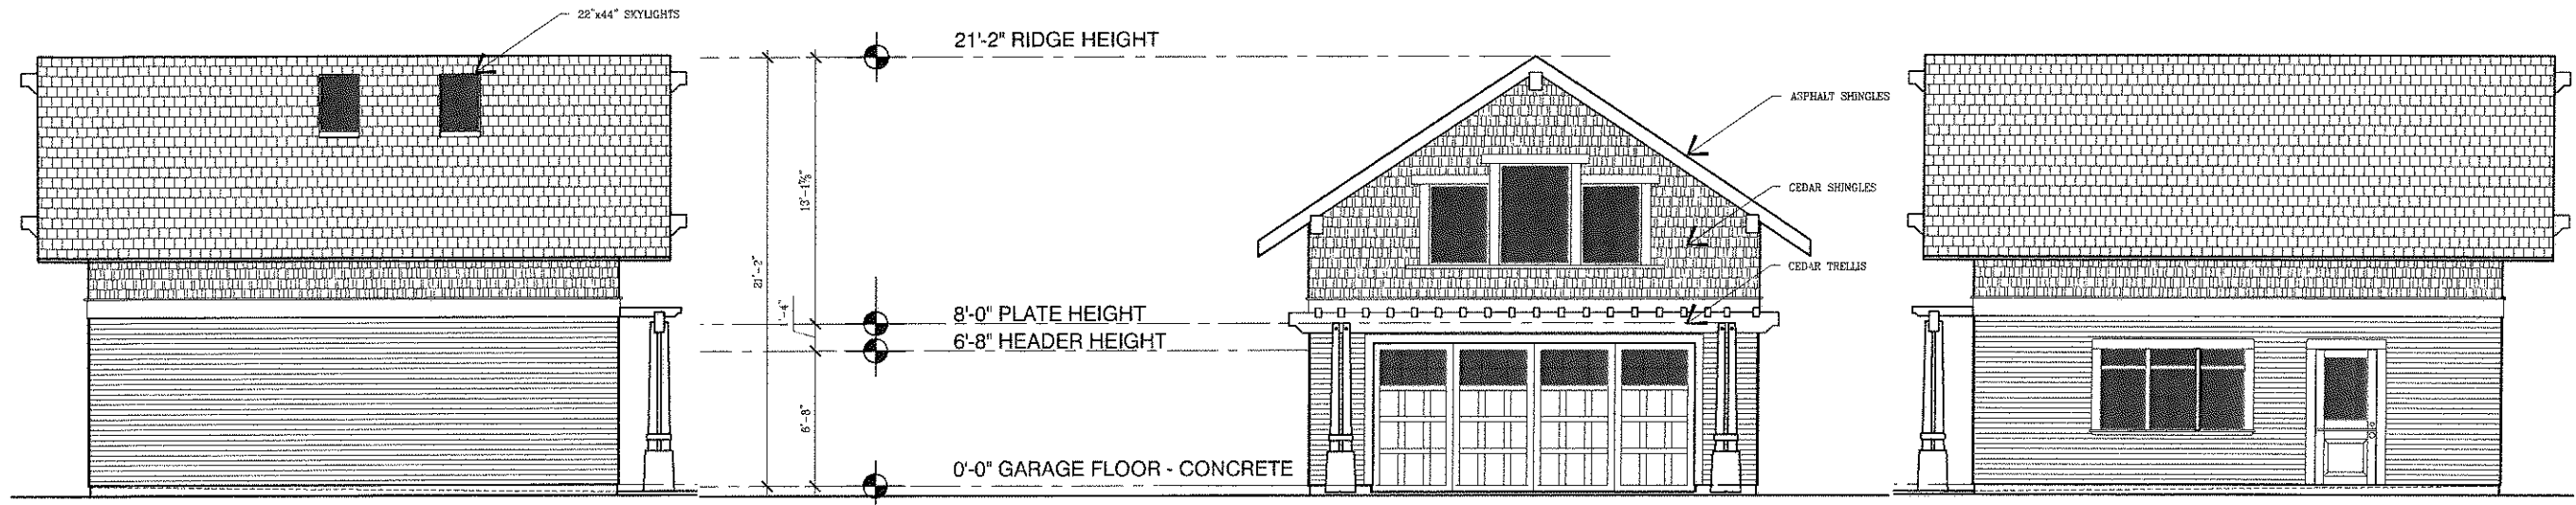 22"x44" SKYLIGHTS
21'-2" RIDGE HEIGHT
ASPHALT SHINGLES
13'-1⅞"
CEDAR SHINGLES
CEDAR TRELLIS
21'-2"
1'-4"
8'-0" PLATE HEIGHT
6'-8" HEADER HEIGHT
6'-8"
0'-0" GARAGE FLOOR - CONCRETE